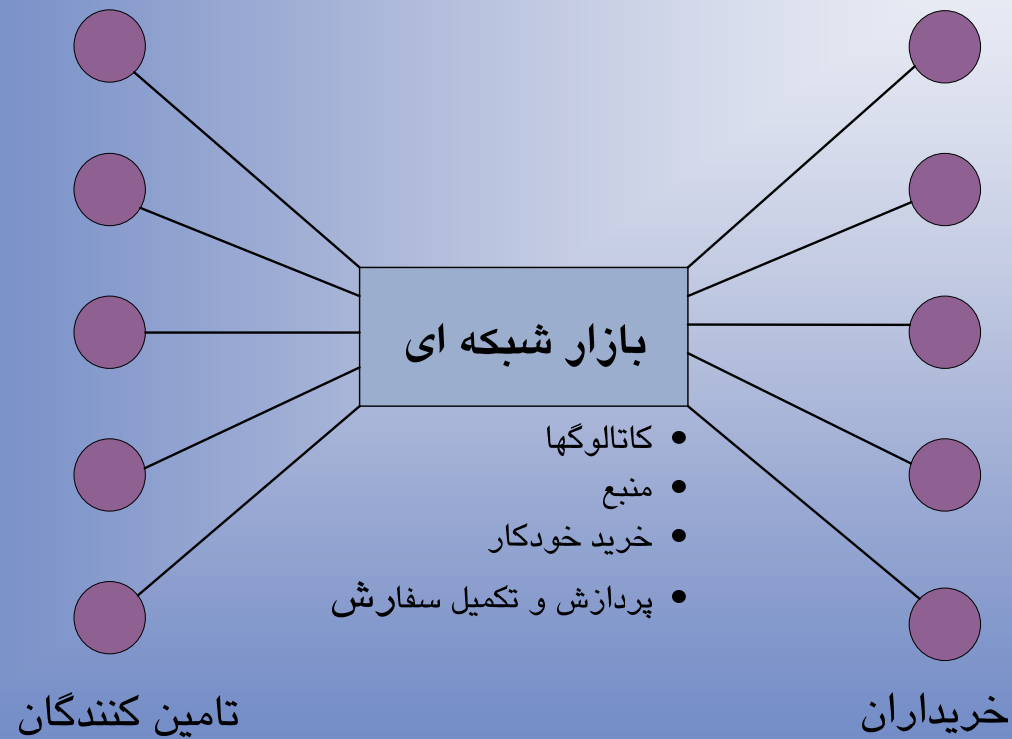 بازار شبکه ای
• کاتالوگها
• منبع
• خرید خودکار
• پردازش و تکمیل سفارش
خریداران
تامین کنندگان